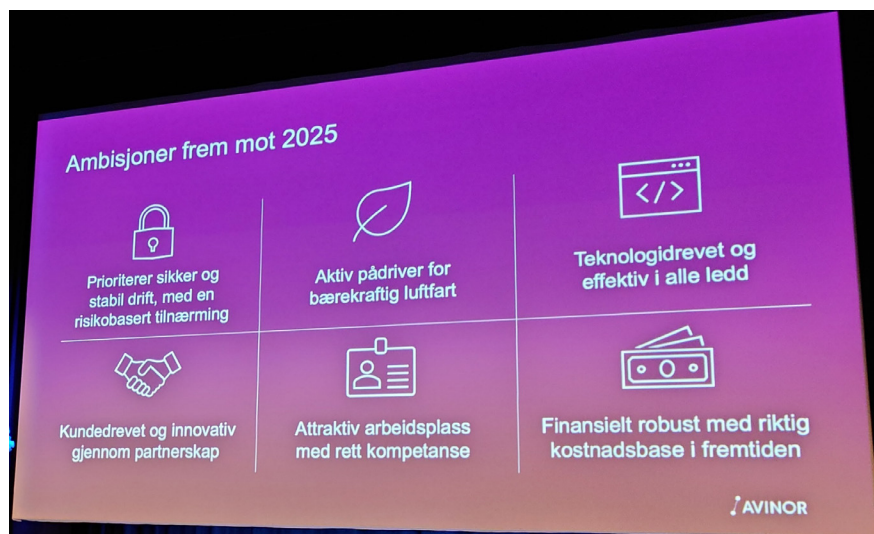 Ambisjoner frem mot 2025
Prioriterer sikker og
stabil drift, med en
risikobasert tilnærming
Aktiv pådriver for
bærekraftig luftfart
Teknologidrevet og
effektiv i alle ledd
Kundedrevet og innovativ
gjennom partnerskap
Attraktiv arbeidsplass
med rett kompetanse
Finansielt robust med riktig
kostnadsbase i fremtiden
AVINOR